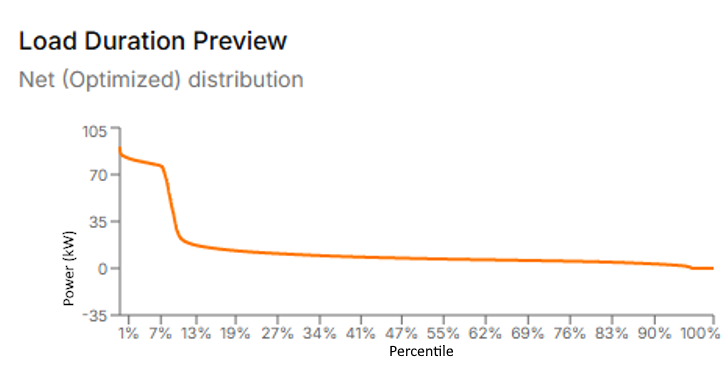 Load Duration Preview
Net (Optimized) distribution
105
70
35
0
-35
Power (kW)
1% 7% 13% 19% 27% 34% 41% 47% 55% 62% 69% 76% 83% 90% 100%
Percentile